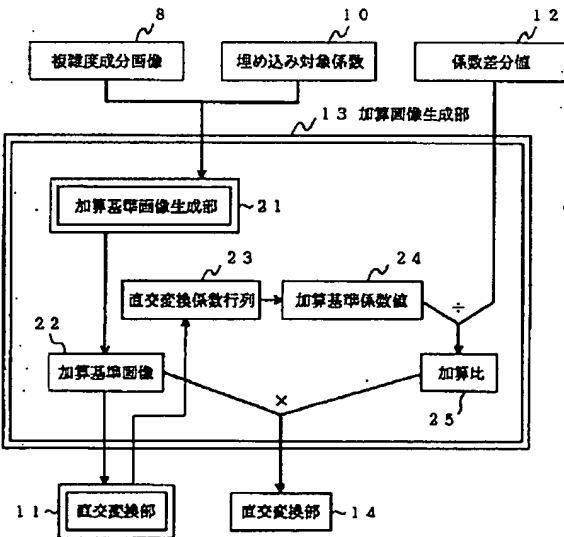 8
10
12
複雑度成分画像
埋め込み対象係数
係数差分値
13 加算画像生成部
加算基準画像生成部
21
23
24
直交変換係数行列
加算基準係数値
÷
22
加算基準画像
加算比
×
25
11
直交変換部
直交変換部
14